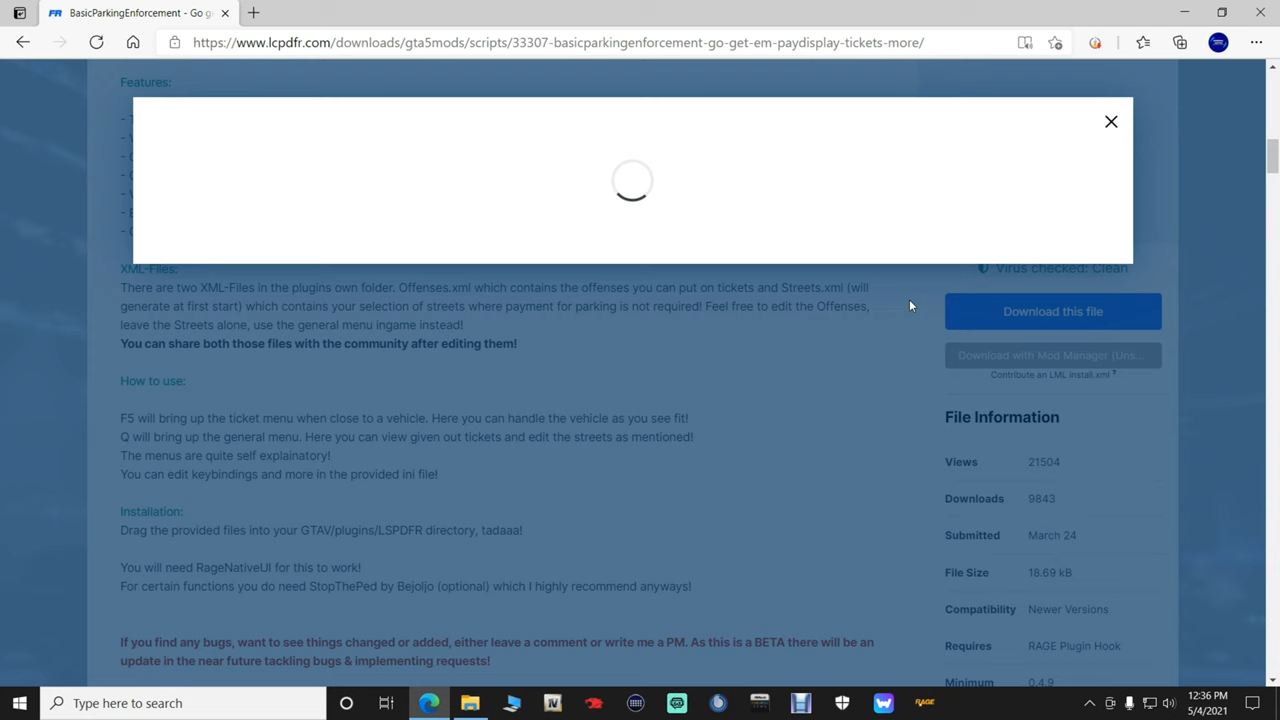 BasicParkingEnforcement - Go g
https://www.lcpdfr.com/downloads/gta5mods/scripts/33307-basicparkingenforcement-go-get-em-paydisplay-tickets-more/
Features:
XML-Files:
There are two XML-Files in the plugins own folder. Offenses.xml which contains the offenses you can put on tickets and Streets.xml (will
generate at first start) which contains your selection of streets where payment for parking is not required! Feel free to edit the Offenses,
leave the Streets alone, use the general menu ingame instead!
You can share both those files with the community after editing them!
How to use:
F5 will bring up the ticket menu when close to a vehicle. Here you can handle the vehicle as you see fit!
Q will bring up the general menu. Here you can view given out tickets and edit the streets as mentioned!
The menus are quite self explainatory!
You can edit keybindings and more in the provided ini file!
Installation:
Drag the provided files into your GTAV/plugins/LSPDFR directory, tadaaa!
You will need RageNativeUI for this to work!
For certain functions you do need StopThePed by Bejoljo (optional) which I highly recommend anyways!
If you find any bugs, want to see things changed or added, either leave a comment or write me a PM. As this is a BETA there will be an
update in the near future tackling bugs & implementing requests!
Virus checked: Clean
Download this file
Download with Mod Manager (Uns...
Contribute an LML install.xml ?
File Information
Views 21504
Downloads 9843
Submitted March 24
File Size 18.69 kB
Compatibility Newer Versions
Requires RAGE Plugin Hook
Minimum 0.4.9
Type here to search
RAGE
12:36 PM
5/4/2021